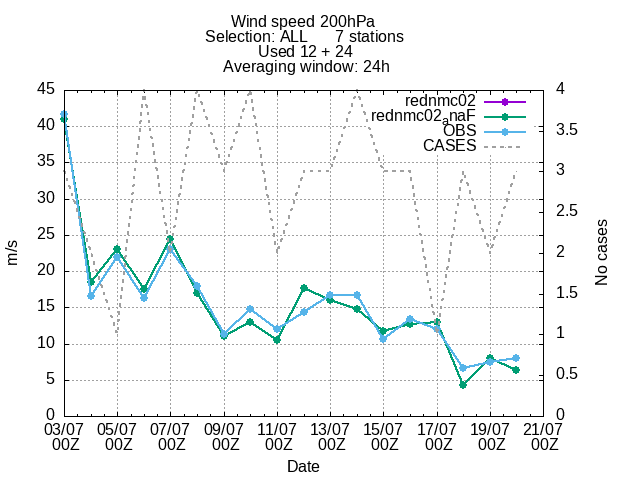 Wind speed 200hPa
Selection: ALL 7 stations
Used 12 + 24
Averaging window: 24h
45
40
35
30
25
20
15
10
5
0
m/s
4
3.5
3
2.5
2
1.5
1
0.5
0
No cases
rednmc02
rednmc02_anaF
OBS
CASES
03/07 05/07 07/07 09/07 11/07 13/07 15/07 17/07 19/07 21/07
00Z 00Z 00Z 00Z 00Z 00Z 00Z 00Z 00Z 00Z
Date